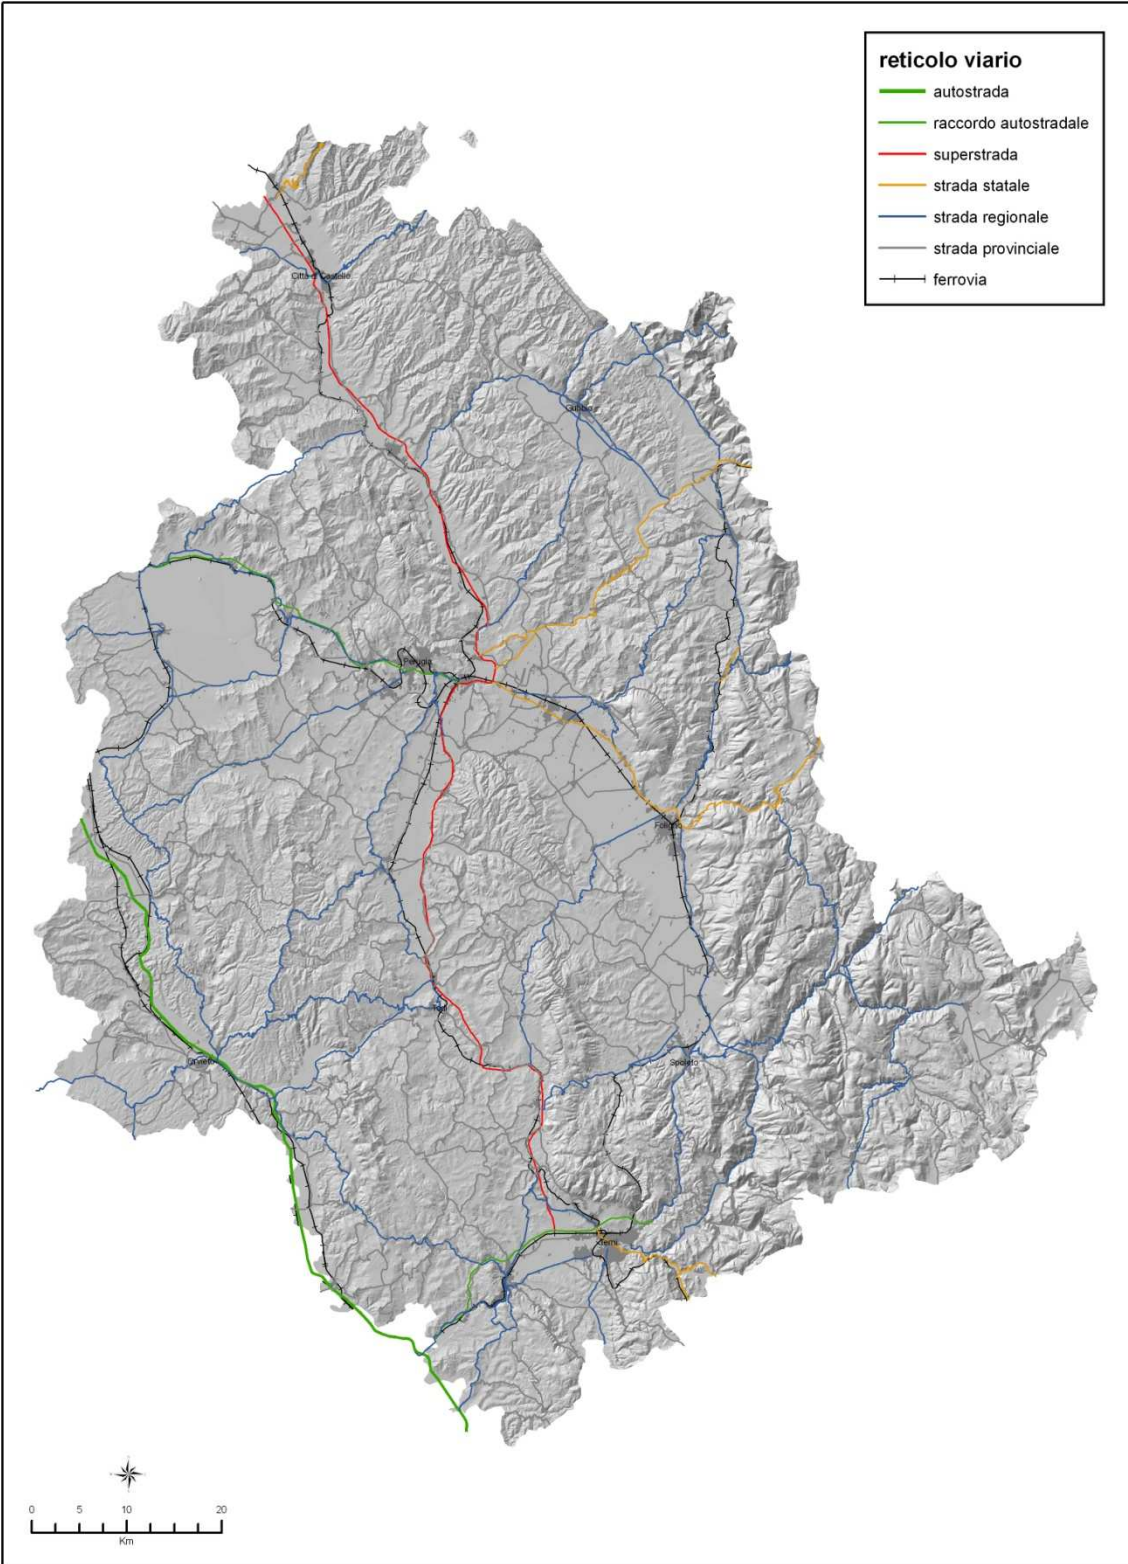 reticolo viario
autostrada
raccordo autostradale
superstrada
strada statale
strada regionale
strada provinciale
ferrovia
Città di Castello
Gubbio
Perugia
Foligno
Todi
Orvieto
Spoleto
Terni
0 5 10 20
Km